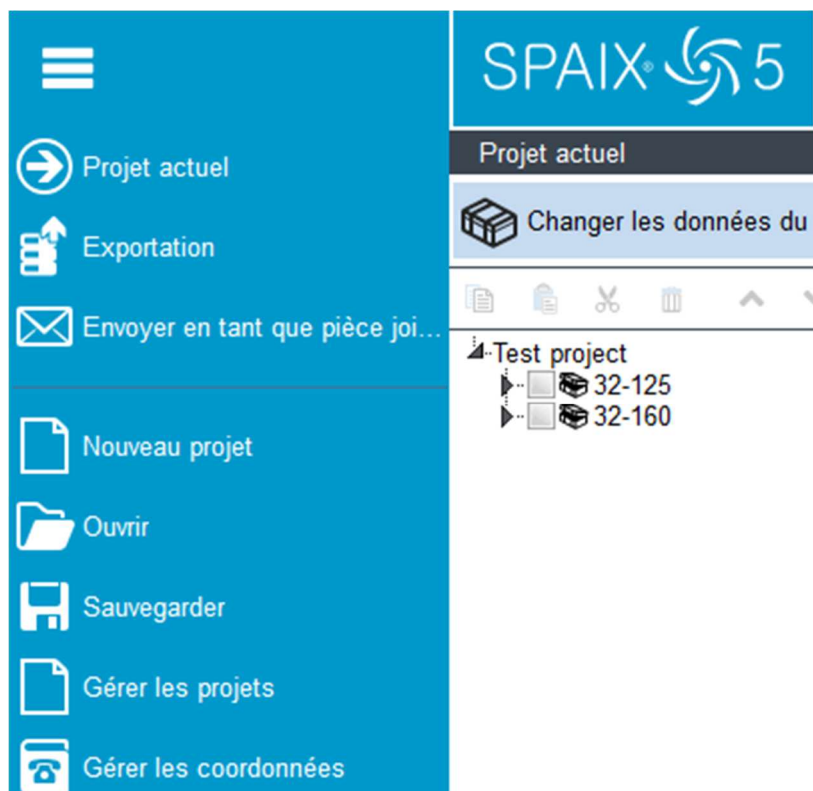 Projet actuel
Exportation
Envoyer en tant que pièce joi...
Nouveau projet
Ouvrir
Sauvegarder
Gérer les projets
Gérer les coordonnées
SPAIX® 5
Projet actuel
Changer les données du
Test project
32-125
32-160